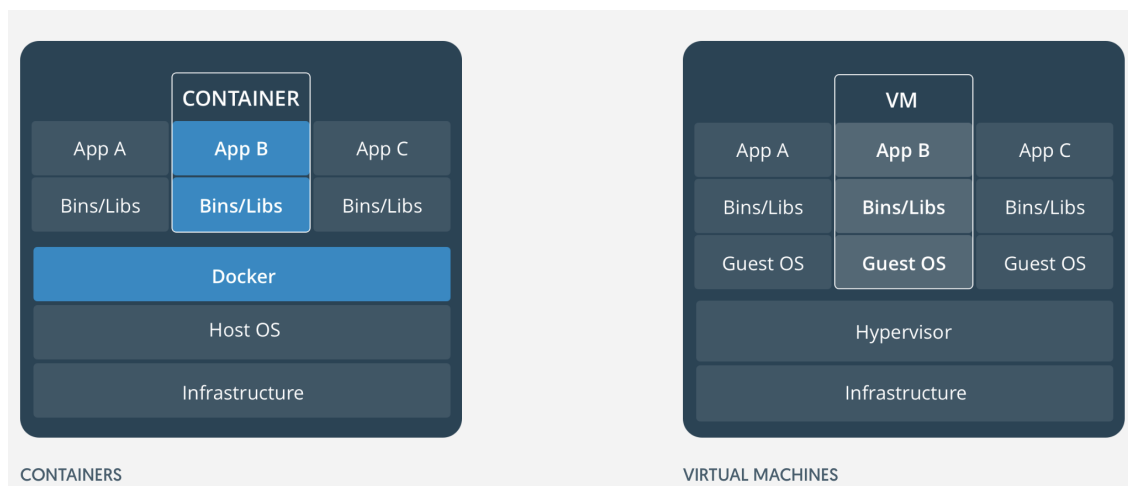 CONTAINER
App A
App B
App C
Bins/Libs
Bins/Libs
Bins/Libs
Docker
Host OS
Infrastructure
CONTAINERS
VM
App A
App B
App C
Bins/Libs
Bins/Libs
Bins/Libs
Guest OS
Guest OS
Guest OS
Hypervisor
Infrastructure
VIRTUAL MACHINES